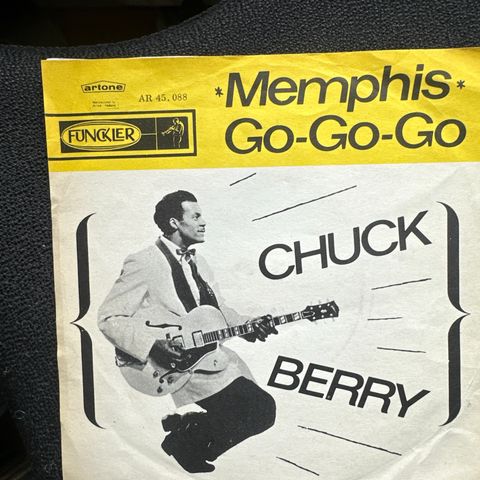 artone
AR 45.088
FUNCKLER
*Memphis*
Go-Go-Go
CHUCK
BERRY